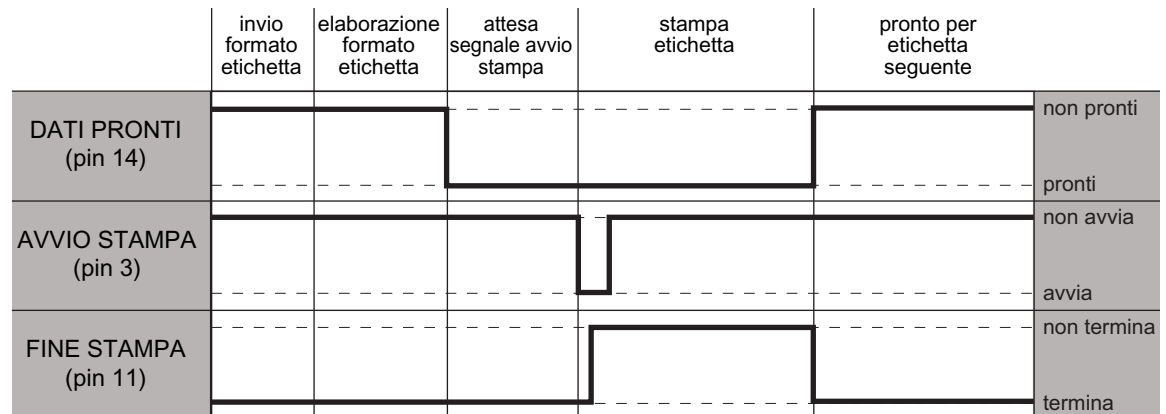 invio
formato
etichetta
elaborazione
formato
etichetta
attesa
segnale avvio
stampa
stampa
etichetta
pronto per
etichetta
seguente
DATI PRONTI
(pin 14)
non pronti
pronti
AVVIO STAMPA
(pin 3)
non avvia
avvia
FINE STAMPA
(pin 11)
non termina
termina